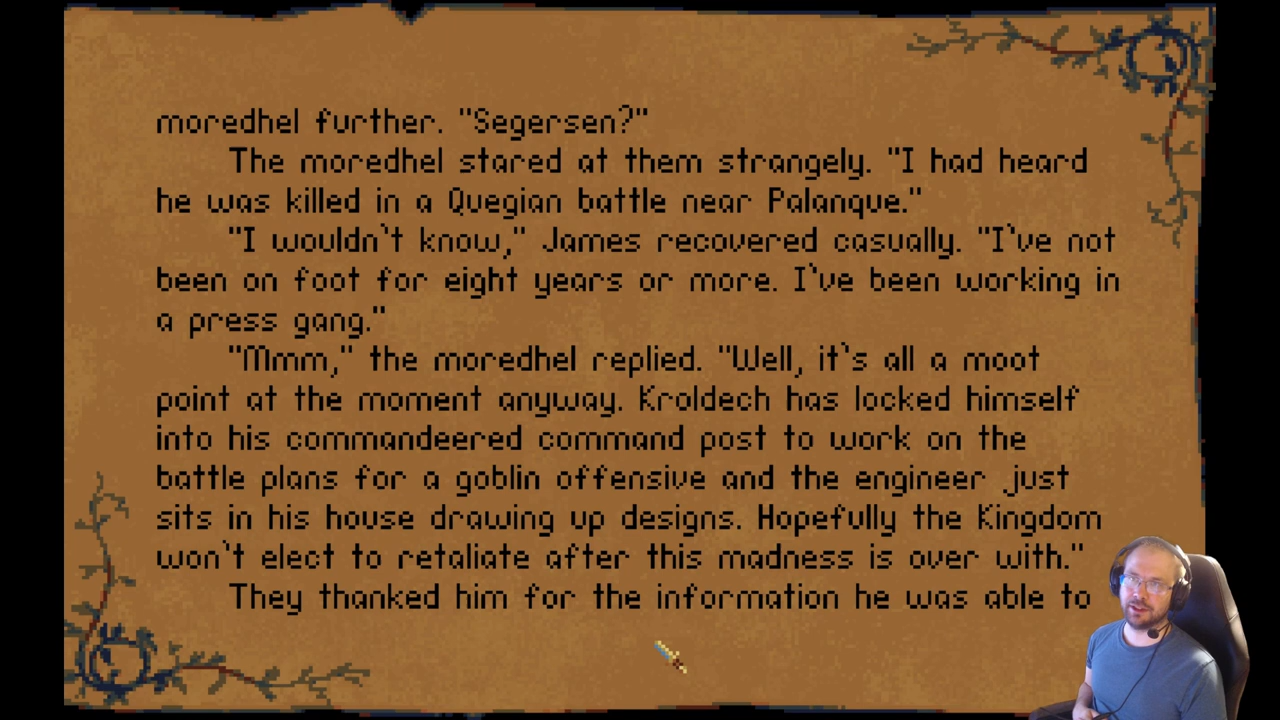 moredhel further. "Segersen?"
The moredhel stared at them strangely. "I had heard
he was killed in a Quegian battle near Palanque."
"I wouldn`t know," James recovered casually. "I`ve not
been on foot for eight years or more. I`ve been working in
a press gang."
"Mmm," the moredhel replied. "Well, it`s all a moot
point at the moment anyway. Kroldech has locked himself
into his commandeered command post to work on the
battle plans for a goblin offensive and the engineer just
sits in his house drawing up designs. Hopefully the Kingdom
won`t elect to retaliate after this madness is over with."
They thanked him for the information he was able to